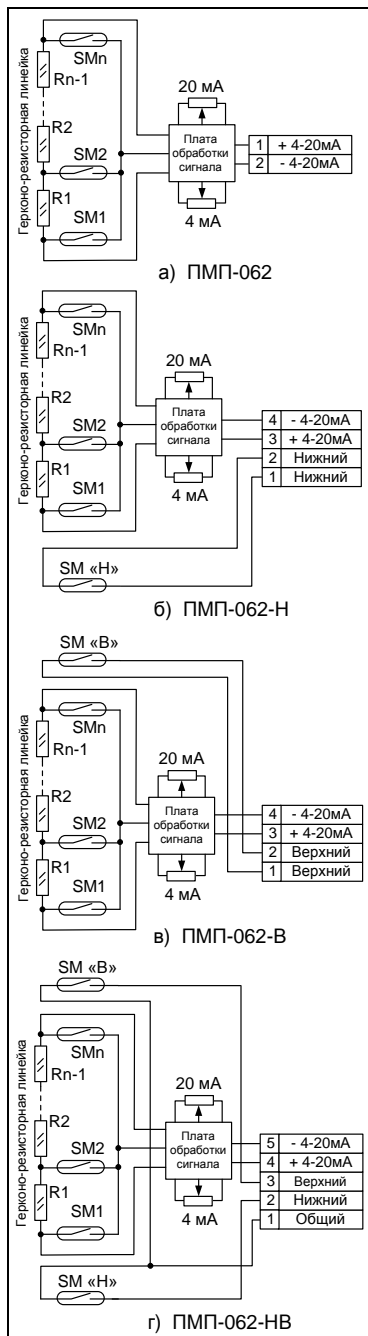 Герконо-резисторная линейка
SMn
Rn-1
R2
SM2
R1
SM1
20 мА
Плата
обработки
сигнала
4 мА
1 + 4-20мА
2 - 4-20мА
а) ПМП-062
Герконо-резисторная линейка
SMn
Rn-1
R2
SM2
R1
SM1
20 мА
Плата
обработки
сигнала
4 мА
4 - 4-20мА
3 + 4-20мА
2 Нижний
1 Нижний
SM «Н»
б) ПМП-062-Н
SM «В»
Герконо-резисторная линейка
SMn
Rn-1
R2
SM2
R1
SM1
20 мА
Плата
обработки
сигнала
4 мА
4 - 4-20мА
3 + 4-20мА
2 Верхний
1 Верхний
в) ПМП-062-В
SM «В»
Герконо-резисторная линейка
SMn
Rn-1
R2
SM2
R1
SM1
20 мА
Плата
обработки
сигнала
4 мА
5 - 4-20мА
4 + 4-20мА
3 Верхний
2 Нижний
1 Общий
SM «Н»
г) ПМП-062-НВ